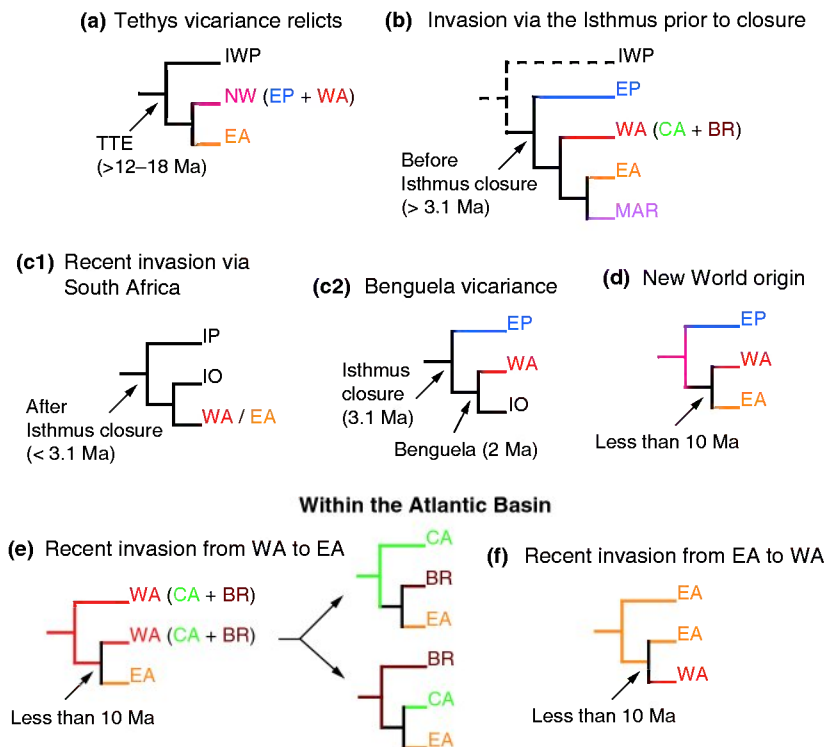 (a) Tethys vicariance relicts
IWP
NW (EP + WA)
EA
TTE
(>12–18 Ma)
(b) Invasion via the Isthmus prior to closure
IWP
EP
WA (CA + BR)
EA
MAR
Before
Isthmus closure
(> 3.1 Ma)
(c1) Recent invasion via
South Africa
IP
IO
WA / EA
After
Isthmus closure
(< 3.1 Ma)
(c2) Benguela vicariance
EP
WA
IO
Isthmus
closure
(3.1 Ma)
Benguela (2 Ma)
(d) New World origin
EP
WA
EA
Less than 10 Ma
Within the Atlantic Basin
(e) Recent invasion from WA to EA
WA (CA + BR)
WA (CA + BR)
EA
Less than 10 Ma
CA
BR
EA
BR
CA
EA
(f) Recent invasion from EA to WA
EA
EA
WA
Less than 10 Ma